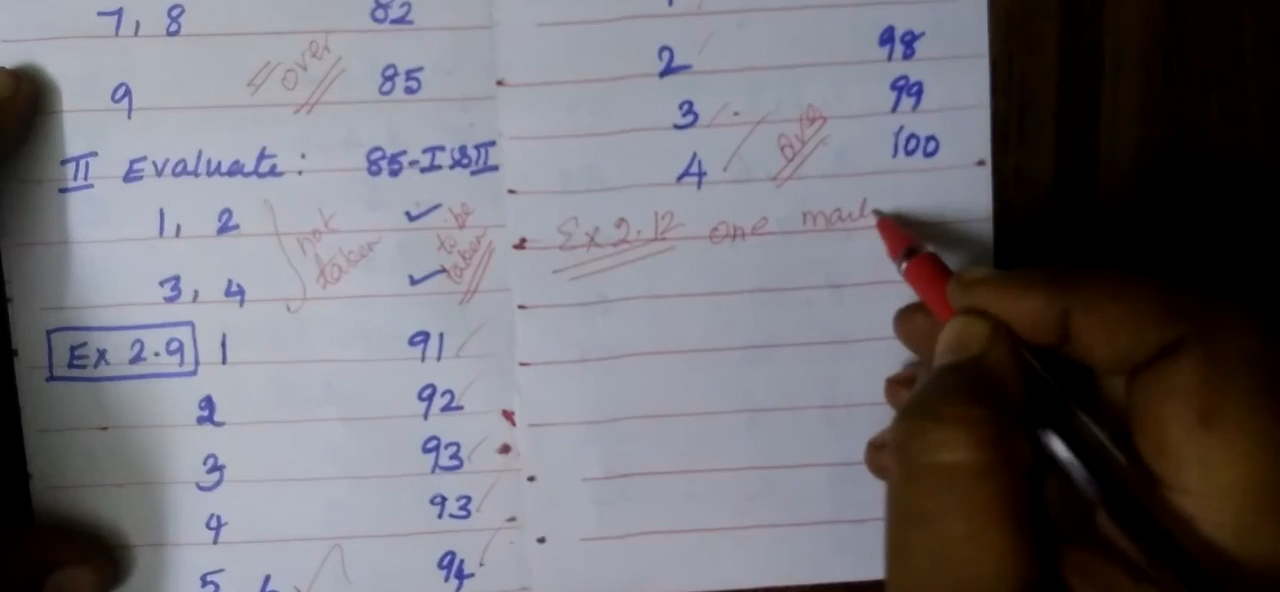 7, 8 82
9 over 85
II Evaluate: 85-I&II
1, 2 not taken ✓ to be taken
3, 4 ✓
Ex 2.9 1 91
2 92
3 93
4 93
5, 6 94
2 98
3 99
4 over 100
Ex 2.12 one mark